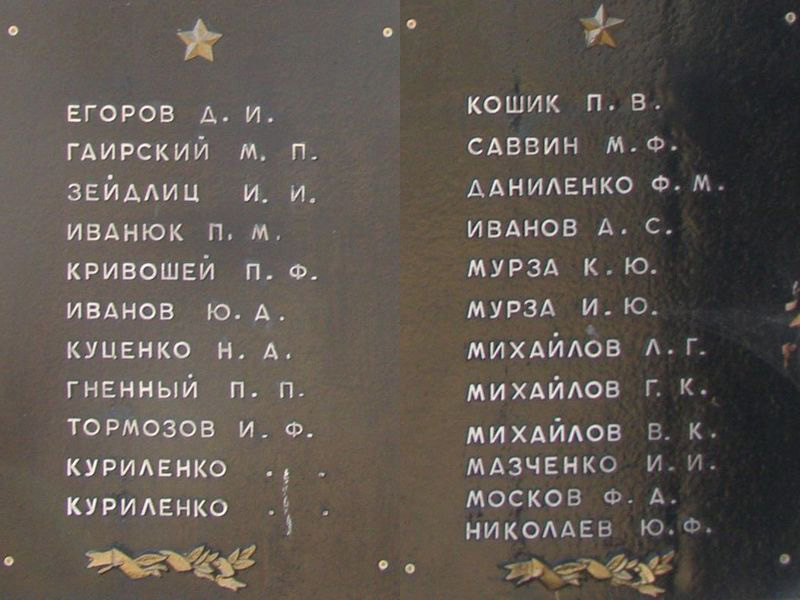 ЕГОРОВ Д. И.
ГАИРСКИЙ М. П.
ЗЕЙДЛИЦ И. И.
ИВАНЮК П. М.
КРИВОШЕЙ П. Ф.
ИВАНОВ Ю. А.
КУЦЕНКО Н. А.
ГНЕННЫЙ П. П.
ТОРМОЗОВ И. Ф.
КУРИЛЕНКО . .
КУРИЛЕНКО . .
КОШИК П. В.
САВВИН М. Ф.
ДАНИЛЕНКО Ф. М.
ИВАНОВ А. С.
МУРЗА К. Ю.
МУРЗА И. Ю.
МИХАЙЛОВ Л. Г.
МИХАЙЛОВ Г. К.
МИХАЙЛОВ В. К.
МАЗЧЕНКО И. И.
МОСКОВ Ф. Д.
НИКОЛАЕВ Ю. Ф.